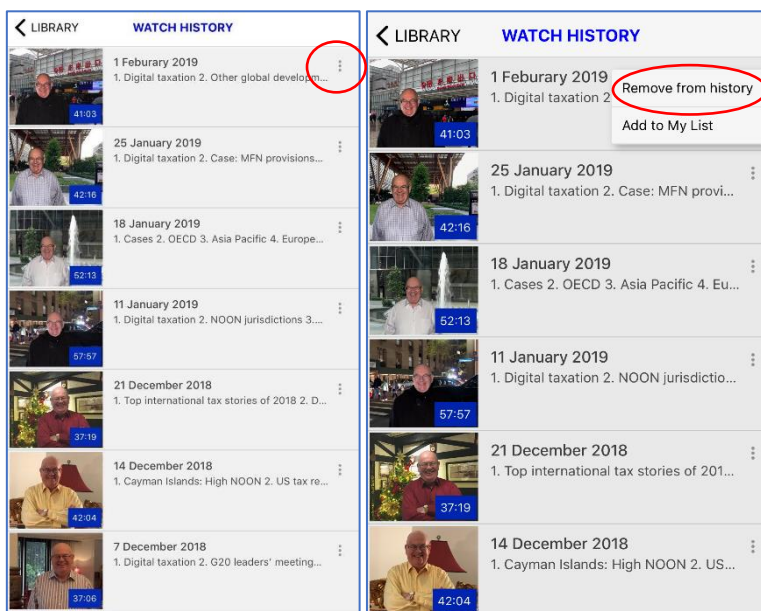 LIBRARY WATCH HISTORY
1 Feburary 2019
1. Digital taxation 2. Other global developm...
41:03
25 January 2019
1. Digital taxation 2. Case: MFN provisions...
42:16
18 January 2019
1. Cases 2. OECD 3. Asia Pacific 4. Europe...
52:13
11 January 2019
1. Digital taxation 2. NOON jurisdictions 3....
57:57
21 December 2018
1. Top international tax stories of 2018 2. D...
37:19
14 December 2018
1. Cayman Islands: High NOON 2. US tax re...
42:04
7 December 2018
1. Digital taxation 2. G20 leaders' meeting...
37:06
LIBRARY WATCH HISTORY
1 Feburary 2019
1. Digital taxation 2
41:03
Remove from history
Add to My List
25 January 2019
1. Digital taxation 2. Case: MFN provi...
42:16
18 January 2019
1. Cases 2. OECD 3. Asia Pacific 4. Eu...
52:13
11 January 2019
1. Digital taxation 2. NOON jurisdictio...
57:57
21 December 2018
1. Top international tax stories of 201...
37:19
14 December 2018
1. Cayman Islands: High NOON 2. US...
42:04